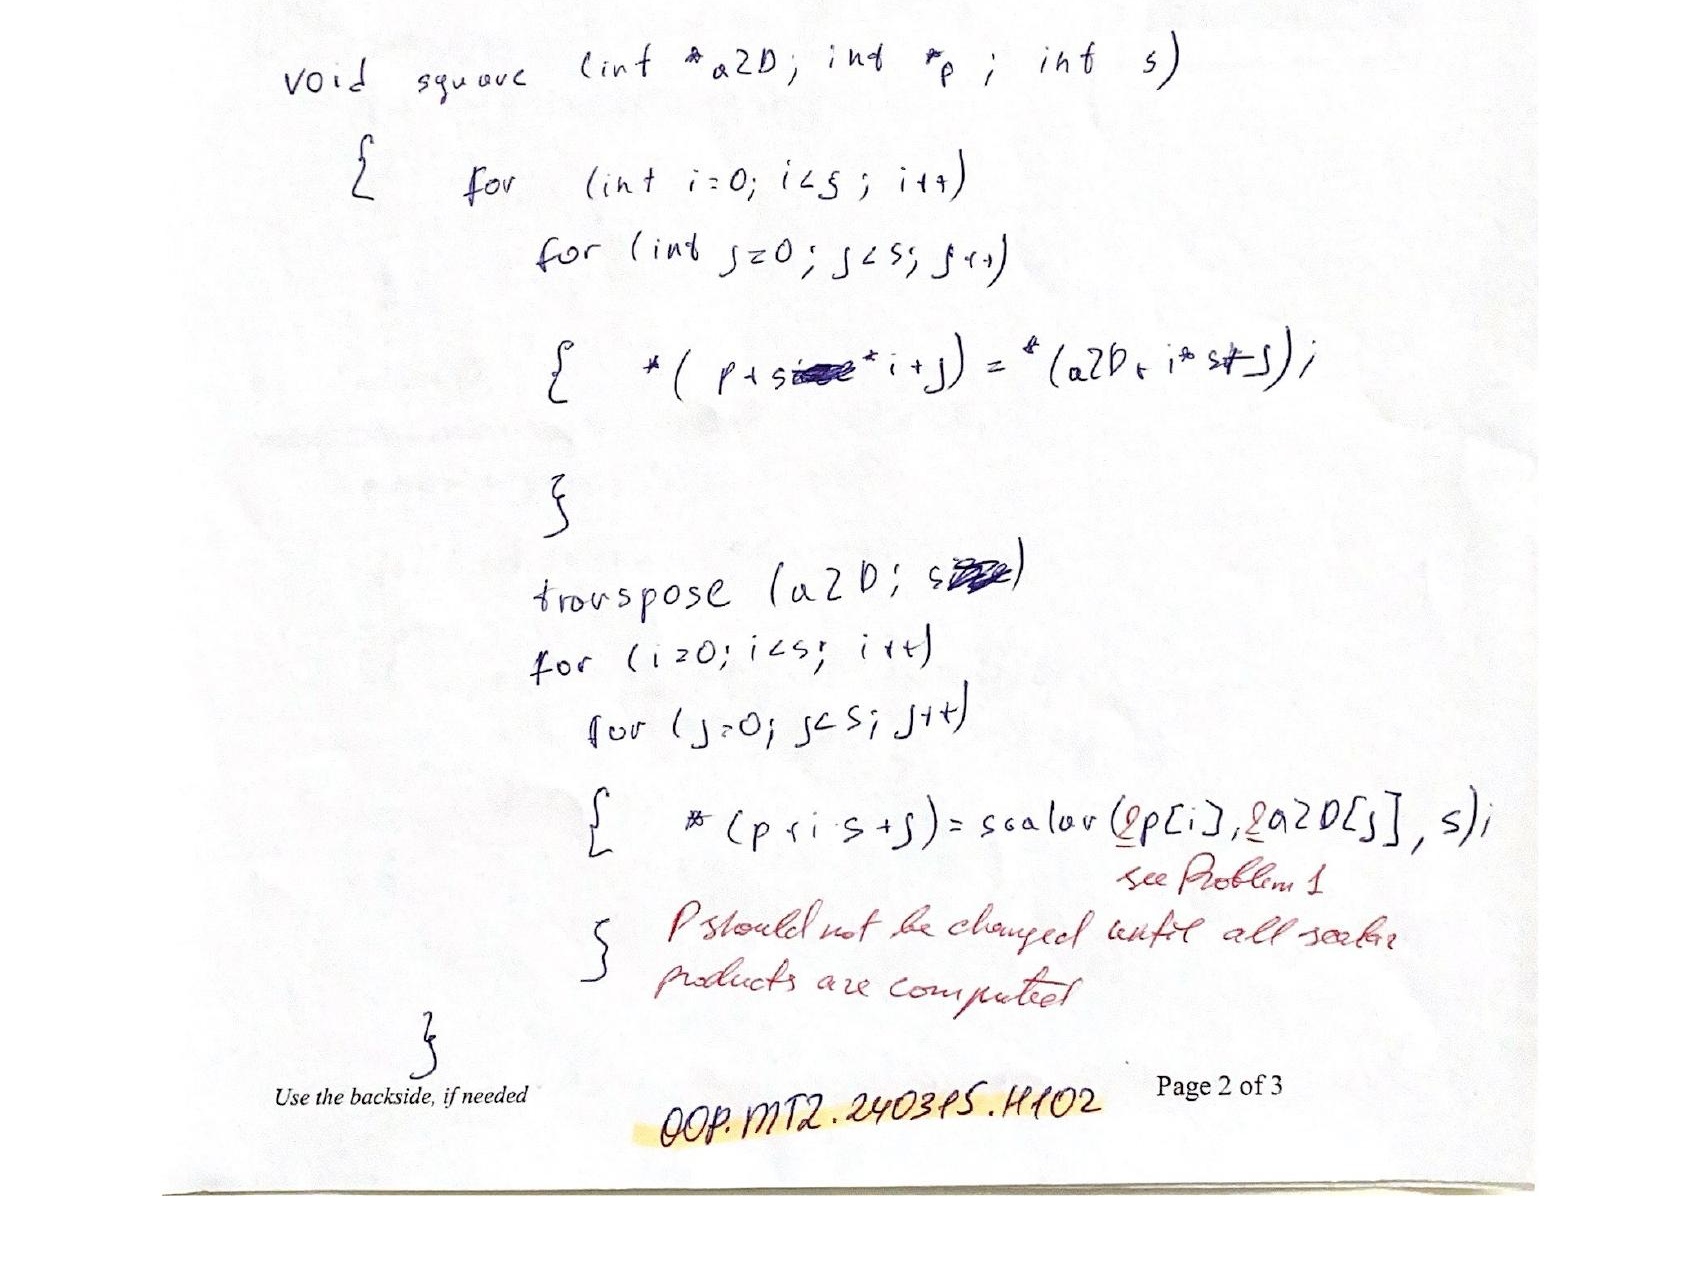 void square (int *a2D; int *p; int s)
{ for (int i=0; i<s; i++)
for (int j=0; j<s; j++)
{ *(p+s*i+j) = *(a2D+i*s+j);
}
transpose (a2D; s)
for (i=0; i<s; i++)
for (j=0; j<s; j++)
{ *(p+i·s+j)=scalar(&p[i],&a2D[j], s);
see Problem 1
} P should not be changed until all scalar
products are computed
}
Use the backside, if needed
OOP.MT2.240315.H102
Page 2 of 3